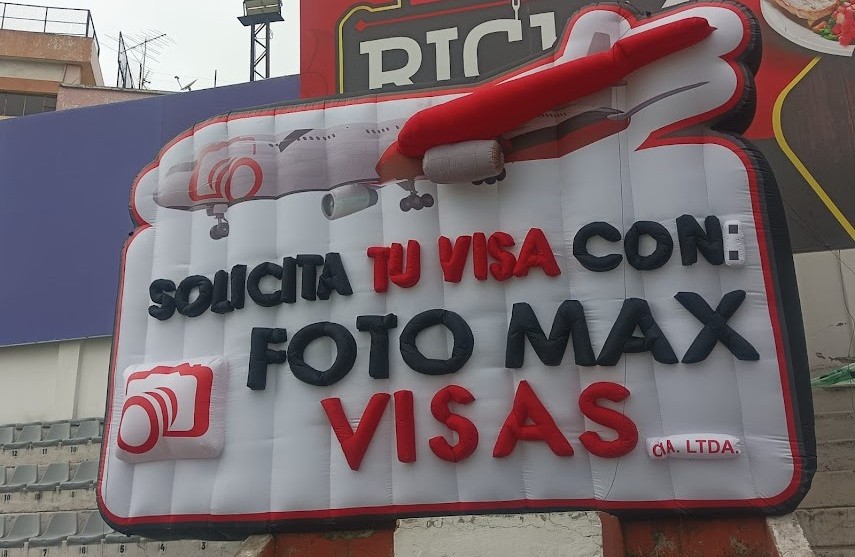 SOLICITA TU VISA CON:
FOTO MAX
VISAS
CIA. LTDA.